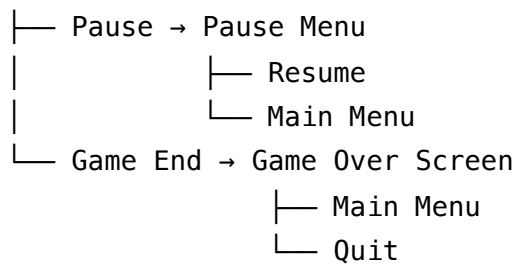 ├── Pause → Pause Menu
│            ├── Resume
│            └── Main Menu
└── Game End → Game Over Screen
                 ├── Main Menu
                 └── Quit